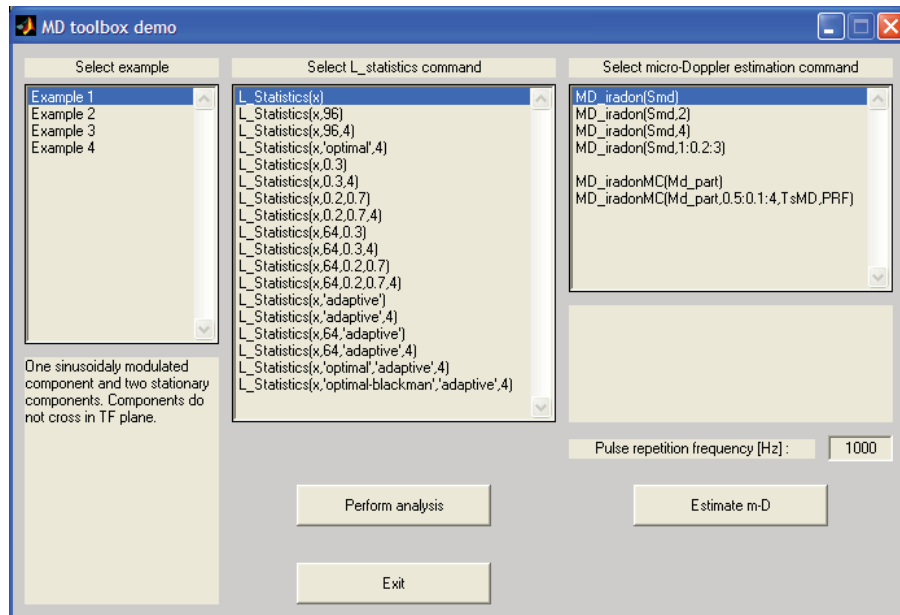 MD toolbox demo
Select example
Example 1
Example 2
Example 3
Example 4
One sinusoidaly modulated
component and two stationary
components. Components do
not cross in TF plane.
Select L_statistics command
L_Statistics(x)
L_Statistics(x,96)
L_Statistics(x,96,4)
L_Statistics(x,'optimal',4)
L_Statistics(x,0.3)
L_Statistics(x,0.3,4)
L_Statistics(x,0.2,0.7)
L_Statistics(x,0.2,0.7,4)
L_Statistics(x,64,0.3)
L_Statistics(x,64,0.3,4)
L_Statistics(x,64,0.2,0.7)
L_Statistics(x,64,0.2,0.7,4)
L_Statistics(x,'adaptive')
L_Statistics(x,'adaptive',4)
L_Statistics(x,64,'adaptive')
L_Statistics(x,64,'adaptive',4)
L_Statistics(x,'optimal','adaptive',4)
L_Statistics(x,'optimal-blackman','adaptive',4)
Perform analysis
Exit
Select micro-Doppler estimation command
MD_iradon(Smd)
MD_iradon(Smd,2)
MD_iradon(Smd,4)
MD_iradon(Smd,1:0.2:3)
MD_iradonMC(Md_part)
MD_iradonMC(Md_part,0.5:0.1:4,TsMD,PRF)
Pulse repetition frequency [Hz] : 1000
Estimate m-D